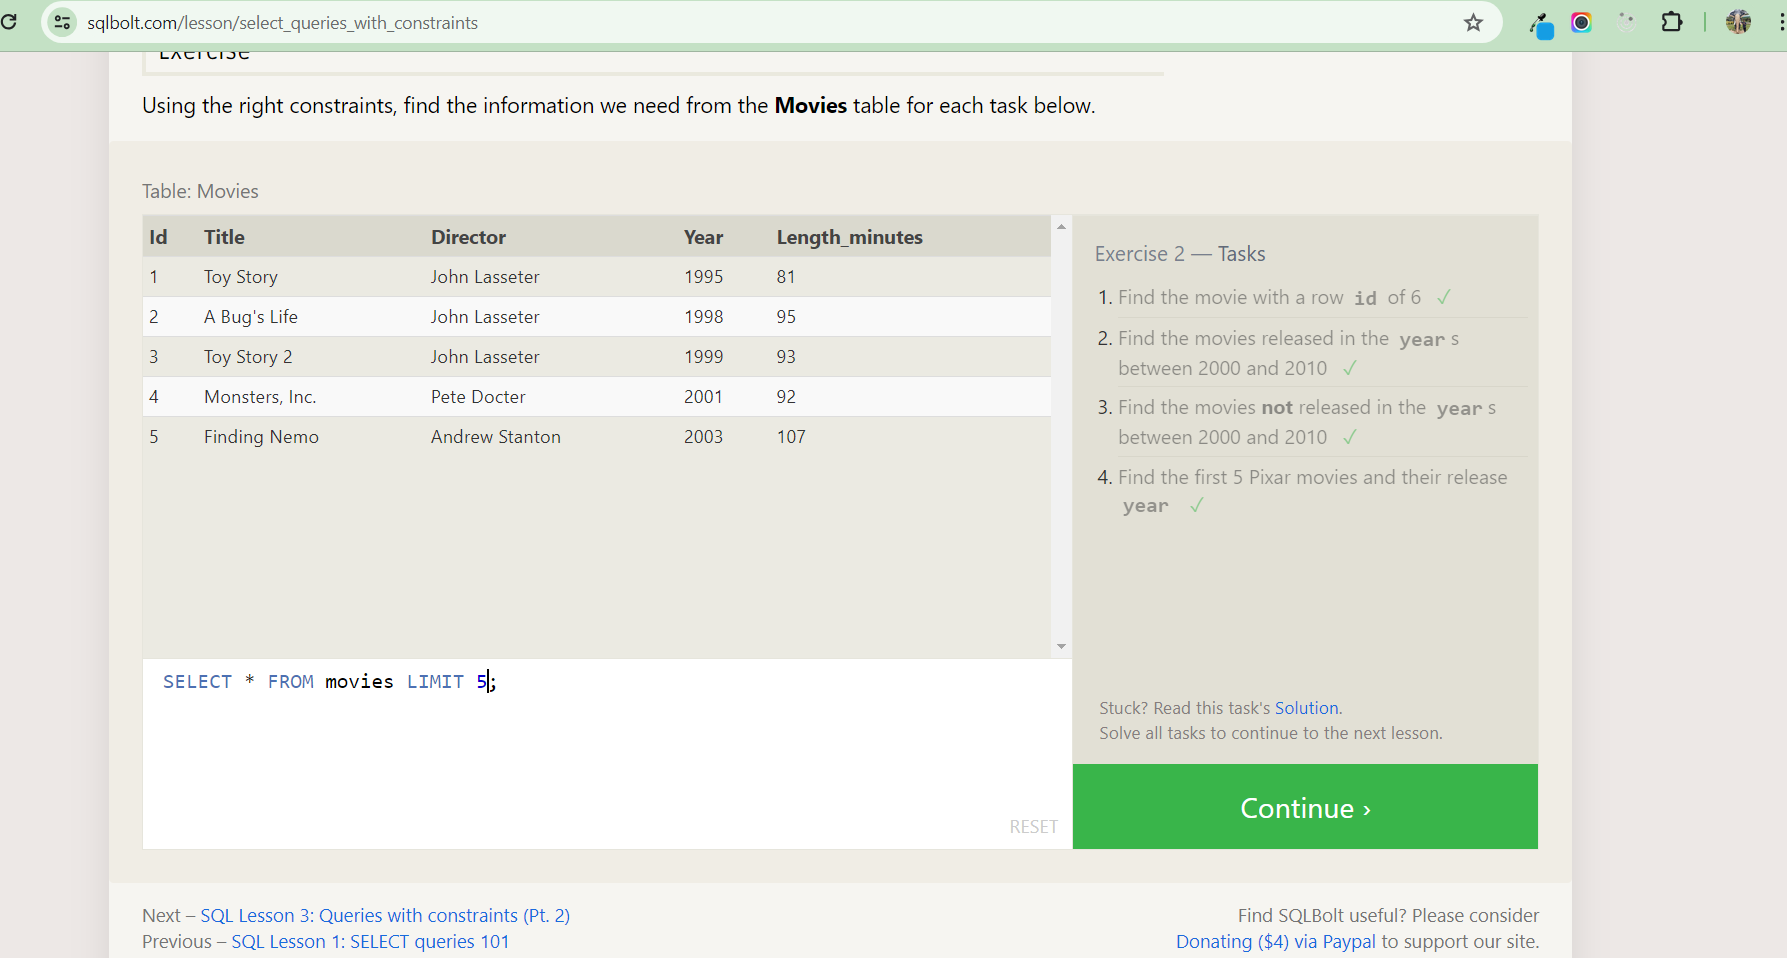 sqlbolt.com/lesson/select_queries_with_constraints
Exercise
Using the right constraints, find the information we need from the Movies table for each task below.
Table: Movies
Id Title Director Year Length_minutes
1 Toy Story John Lasseter 1995 81
2 A Bug's Life John Lasseter 1998 95
3 Toy Story 2 John Lasseter 1999 93
4 Monsters, Inc. Pete Docter 2001 92
5 Finding Nemo Andrew Stanton 2003 107
SELECT * FROM movies LIMIT 5;
RESET
Exercise 2 — Tasks
1. Find the movie with a row id of 6 ✓
2. Find the movies released in the year s
between 2000 and 2010 ✓
3. Find the movies not released in the year s
between 2000 and 2010 ✓
4. Find the first 5 Pixar movies and their release
year ✓
Stuck? Read this task's Solution.
Solve all tasks to continue to the next lesson.
Continue ›
Next – SQL Lesson 3: Queries with constraints (Pt. 2)
Previous – SQL Lesson 1: SELECT queries 101
Find SQLBolt useful? Please consider
Donating ($4) via Paypal to support our site.